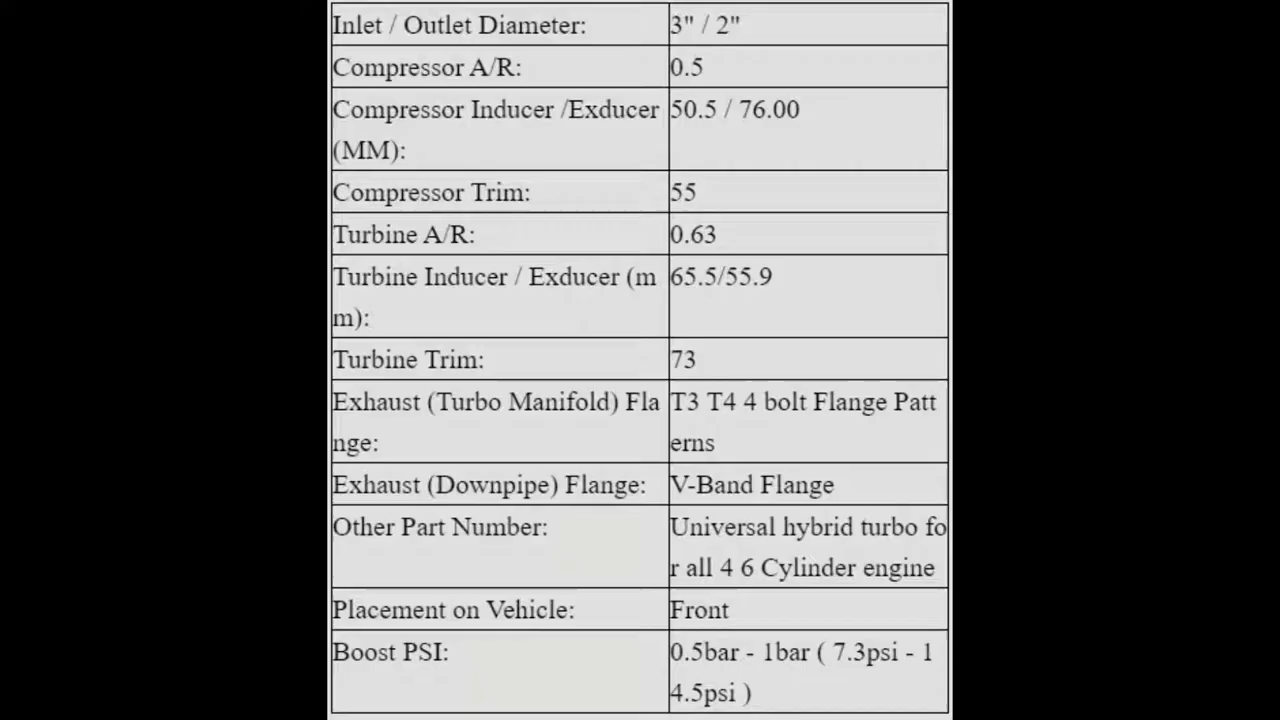 Inlet / Outlet Diameter: 3" / 2"
Compressor A/R: 0.5
Compressor Inducer /Exducer 50.5 / 76.00
(MM):
Compressor Trim: 55
Turbine A/R: 0.63
Turbine Inducer / Exducer (m 65.5/55.9
m):
Turbine Trim: 73
Exhaust (Turbo Manifold) Fla T3 T4 4 bolt Flange Patt
nge: erns
Exhaust (Downpipe) Flange: V-Band Flange
Other Part Number: Universal hybrid turbo fo
r all 4 6 Cylinder engine
Placement on Vehicle: Front
Boost PSI: 0.5bar - 1bar ( 7.3psi - 1
4.5psi )